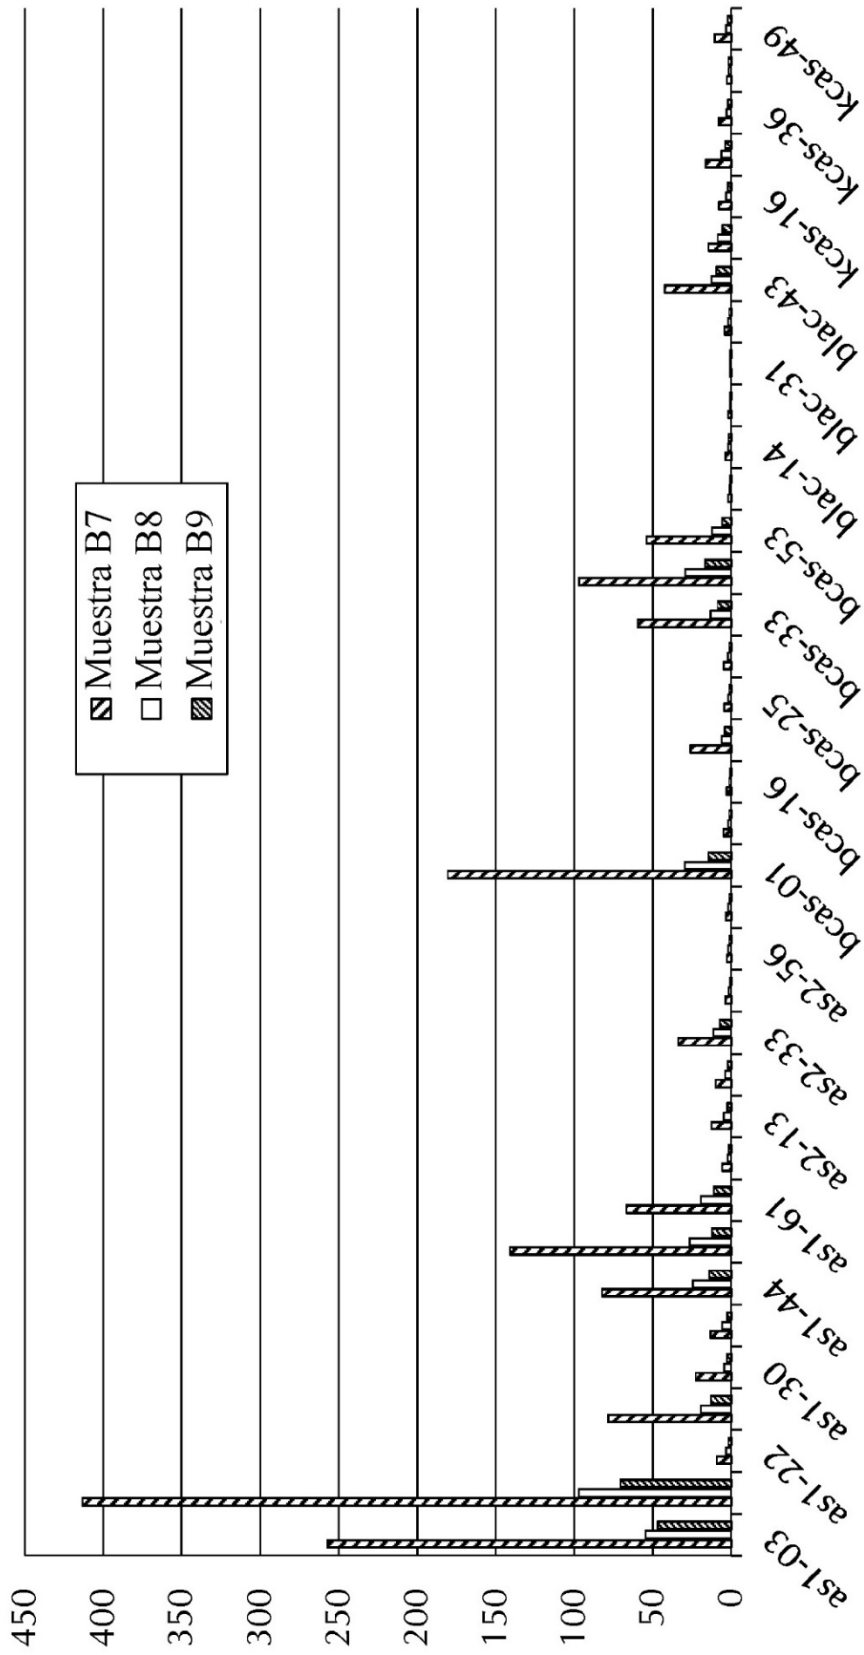 450
400
350
300
250
200
150
100
50
0
Muestra B7
Muestra B8
Muestra B9
as1-03
as1-22
as1-30
as1-44
as1-61
as2-13
as2-33
as2-56
bcas-01
bcas-16
bcas-25
bcas-33
bcas-53
blac-14
blac-31
blac-43
kcas-16
kcas-36
kcas-49